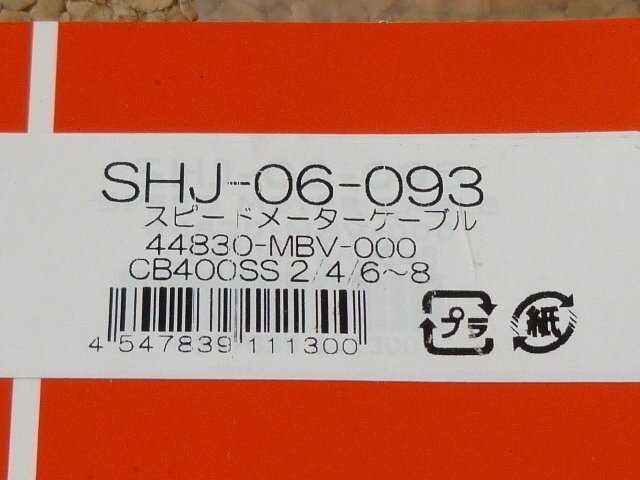 SHJ-06-093
スピードメーターケーブル
44830-MBV-000
CB400SS 2/4/6〜8
4 547839 111300
プラ
紙